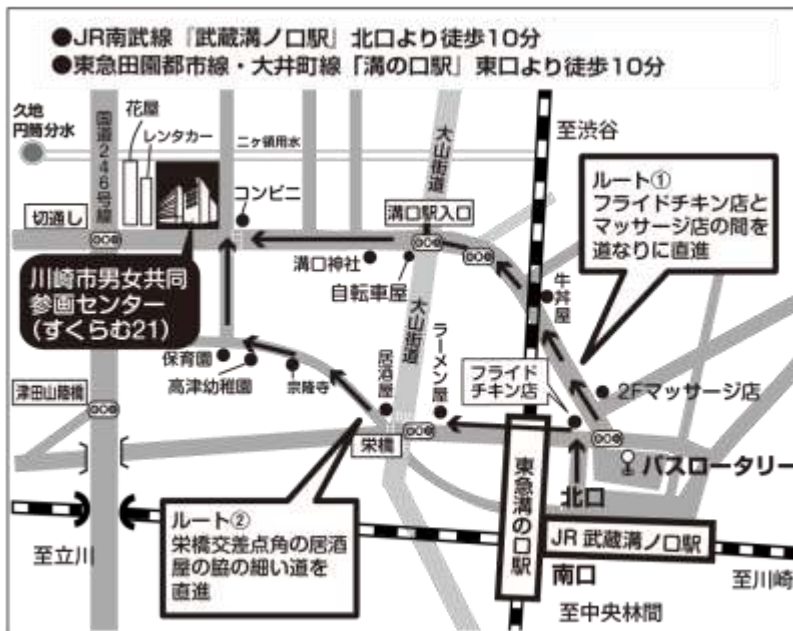 ●JR南武線『武蔵溝ノ口駅』北口より徒歩10分
●東急田園都市線・大井町線「溝の口駅」東口より徒歩10分
久地
円筒分水
国道246号線
花屋
レンタカー
二ヶ領用水
大山街道
至渋谷
コンビニ
切通し
溝口駅入口
ルート①
フライドチキン店と
マッサージ店の間を
道なりに直進
溝口神社
自転車屋
牛丼屋
川崎市男女共同
参画センター
(すくらむ21)
大山街道
保育園
高津幼稚園
宗隆寺
居酒屋
ラーメン屋
フライド
チキン店
2Fマッサージ店
津田山陸橋
栄橋
バスロータリー
北口
東急溝の口駅
ルート②
栄橋交差点角の居酒
屋の脇の細い道を
直進
JR 武蔵溝ノ口駅
南口
至立川
至川崎
至中央林間